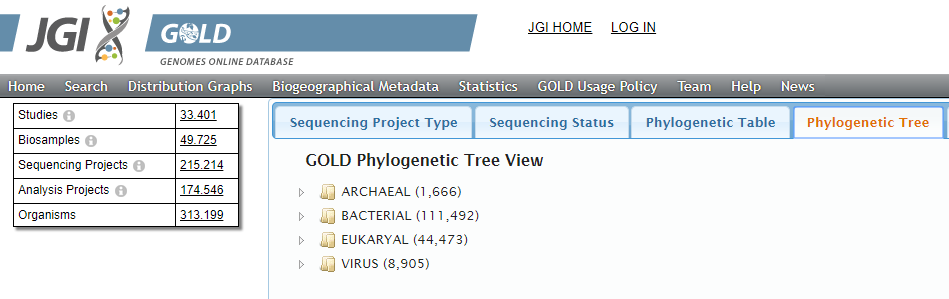 JGI GOLD
GENOMES ONLINE DATABASE
JGI HOME LOG IN
Home Search Distribution Graphs Biogeographical Metadata Statistics GOLD Usage Policy Team Help News
Studies 33.401
Biosamples 49.725
Sequencing Projects 215.214
Analysis Projects 174.546
Organisms 313.199
Sequencing Project Type Sequencing Status Phylogenetic Table Phylogenetic Tree
GOLD Phylogenetic Tree View
ARCHAEAL (1,666)
BACTERIAL (111,492)
EUKARYAL (44,473)
VIRUS (8,905)